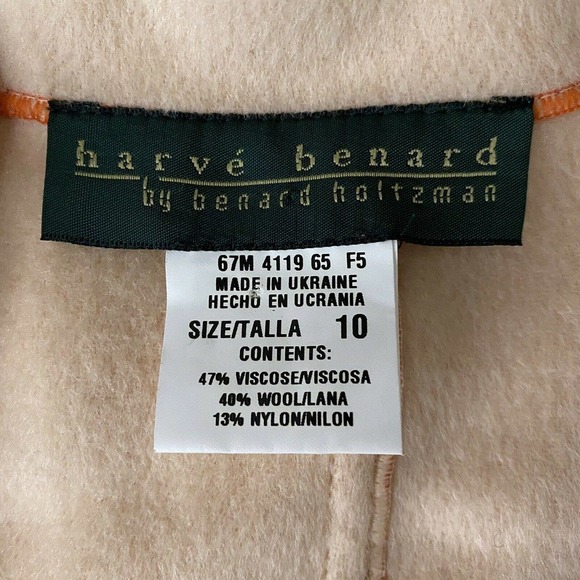 harvé benard
by benard holtzman
67M 4119 65 F5
MADE IN UKRAINE
HECHO EN UCRANIA
SIZE/TALLA 10
CONTENTS:
47% VISCOSE/VISCOSA
40% WOOL/LANA
13% NYLON/NILON